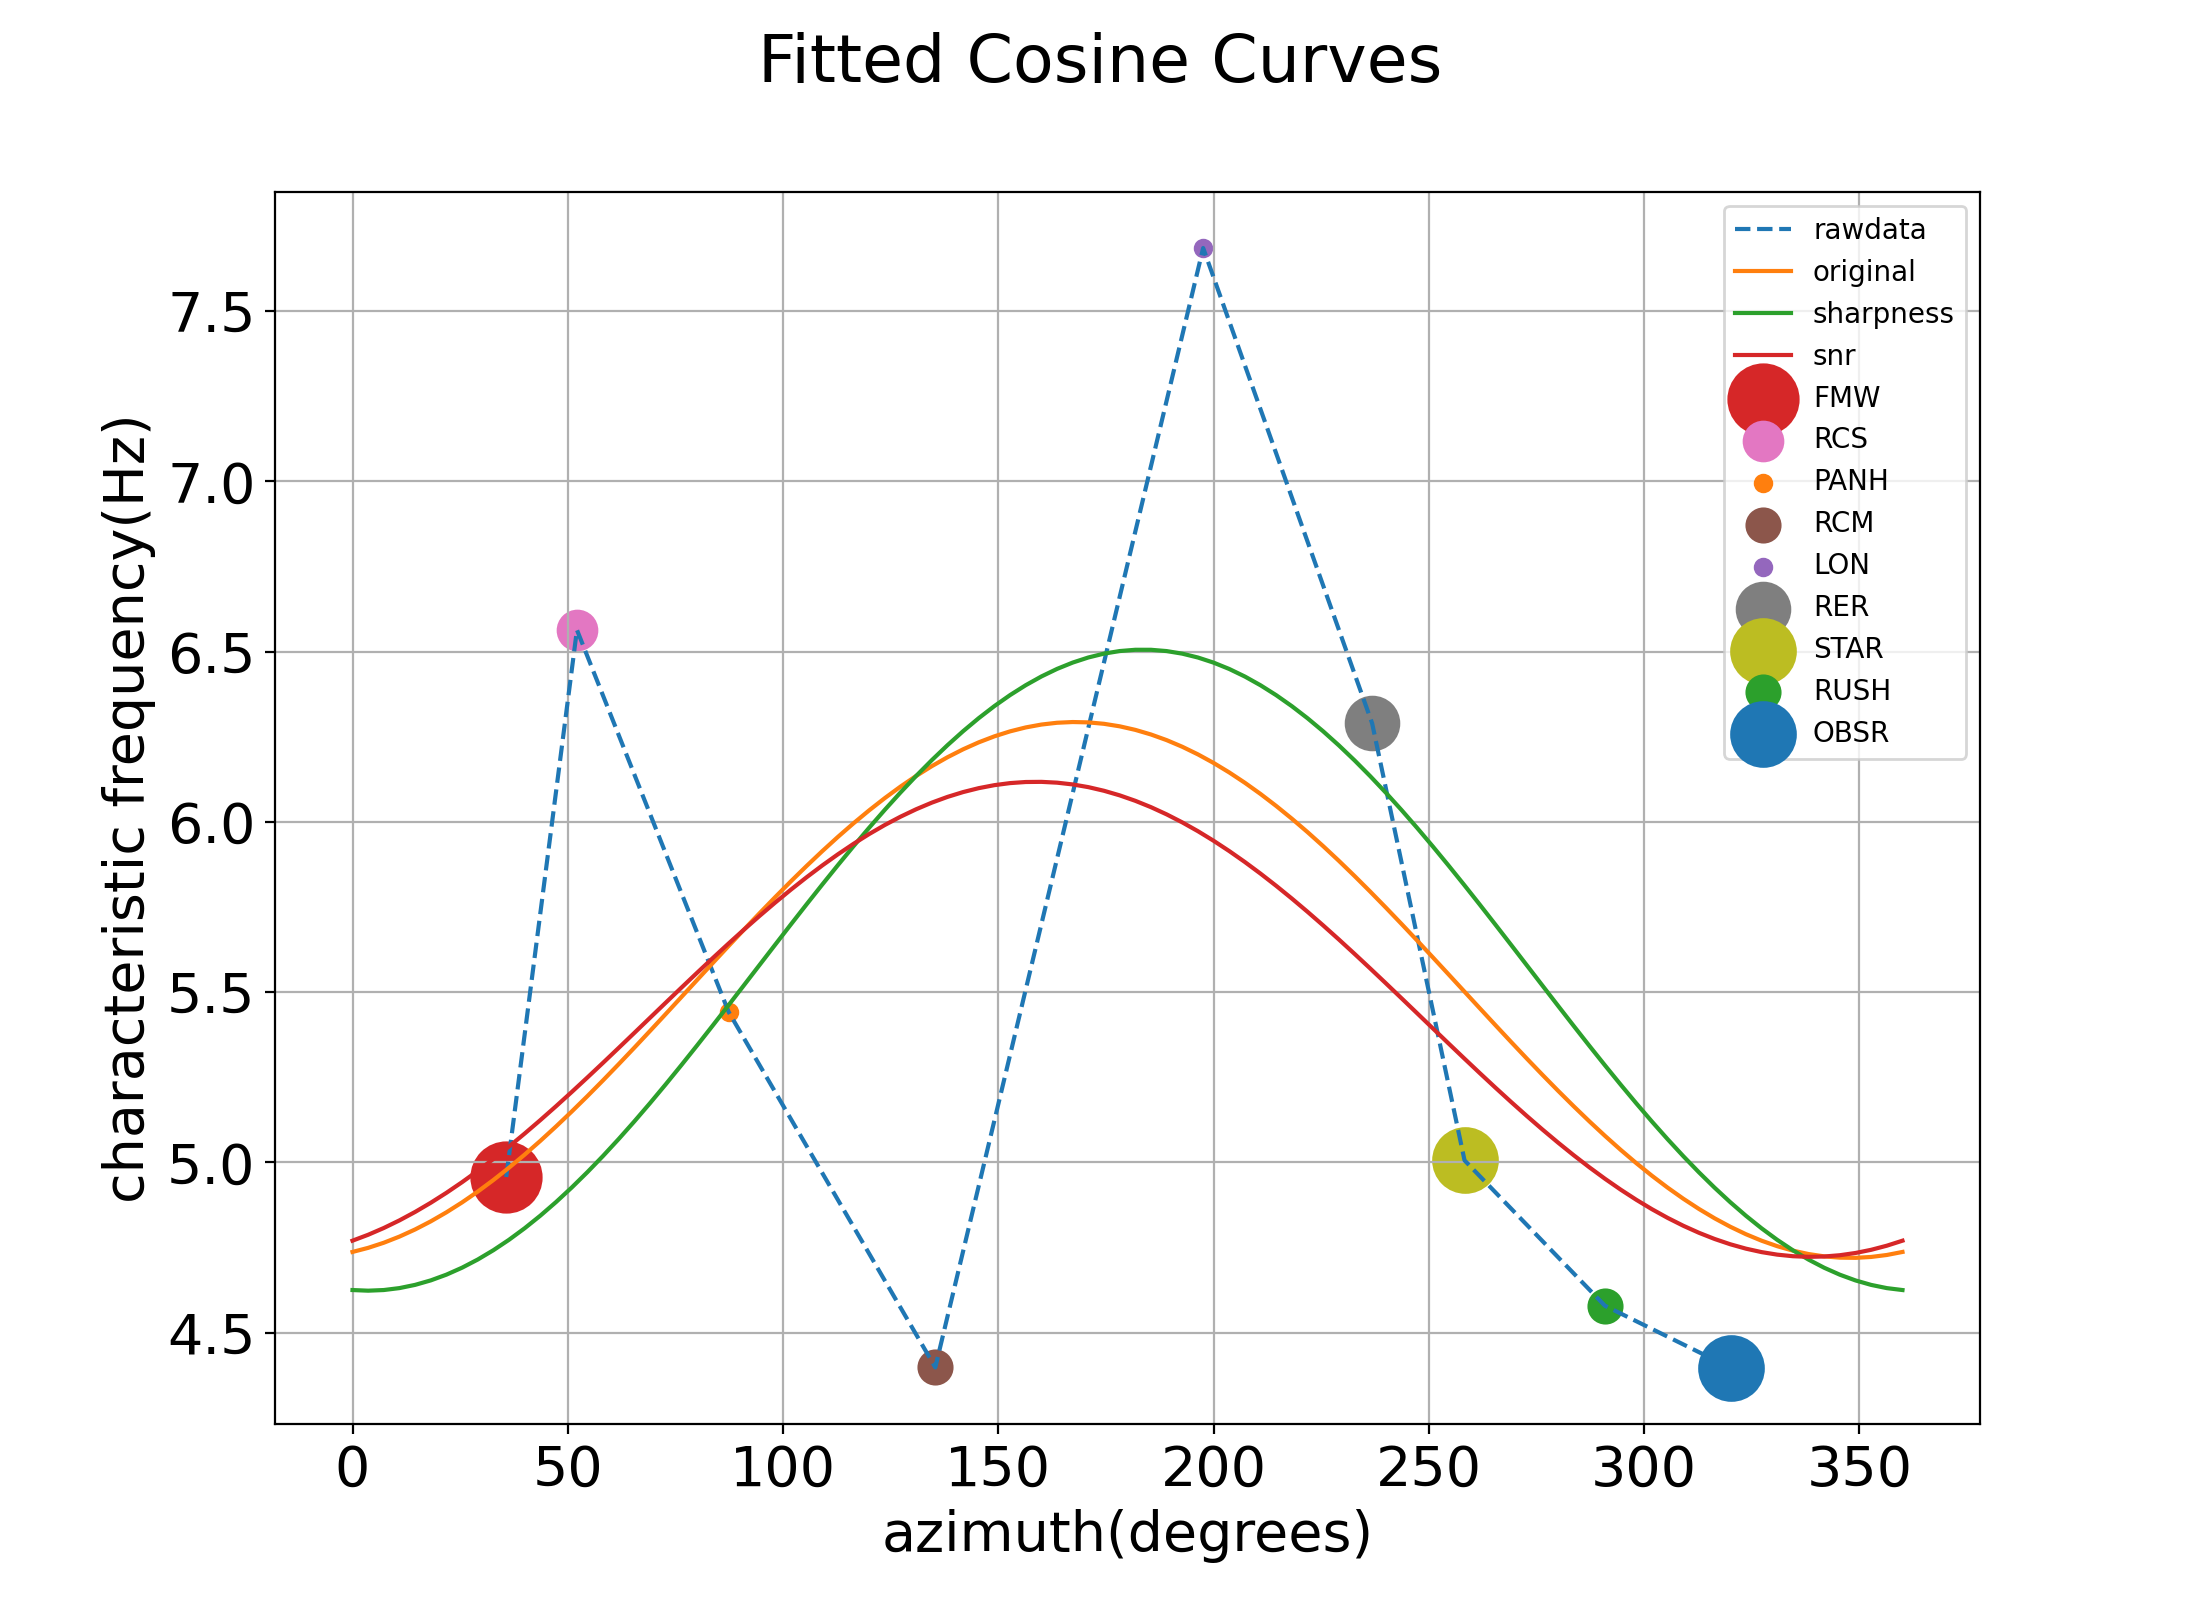 Fitted Cosine Curves
rawdata
original
sharpness
snr
FMW
RCS
PANH
RCM
LON
RER
STAR
RUSH
OBSR
characteristic frequency(Hz)
7.5
7.0
6.5
6.0
5.5
5.0
4.5
0 50 100 150 200 250 300 350
azimuth(degrees)